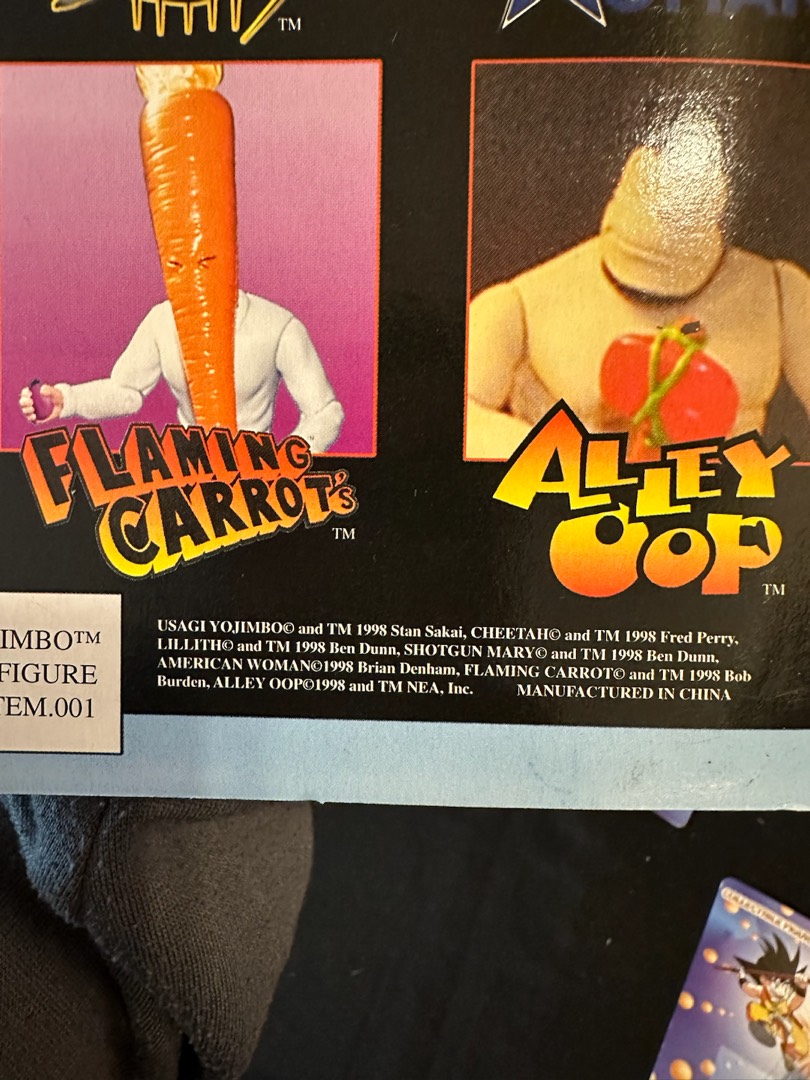 TM
FLAMING
CARROT'S
TM
ALLEY
OOP
TM
IMBO™
FIGURE
TEM.001
USAGI YOJIMBO© and TM 1998 Stan Sakai, CHEETAH© and TM 1998 Fred Perry,
LILLITH© and TM 1998 Ben Dunn, SHOTGUN MARY© and TM 1998 Ben Dunn,
AMERICAN WOMAN©1998 Brian Denham, FLAMING CARROT© and TM 1998 Bob
Burden, ALLEY OOP©1998 and TM NEA, Inc. MANUFACTURED IN CHINA
COLLECTIBLE